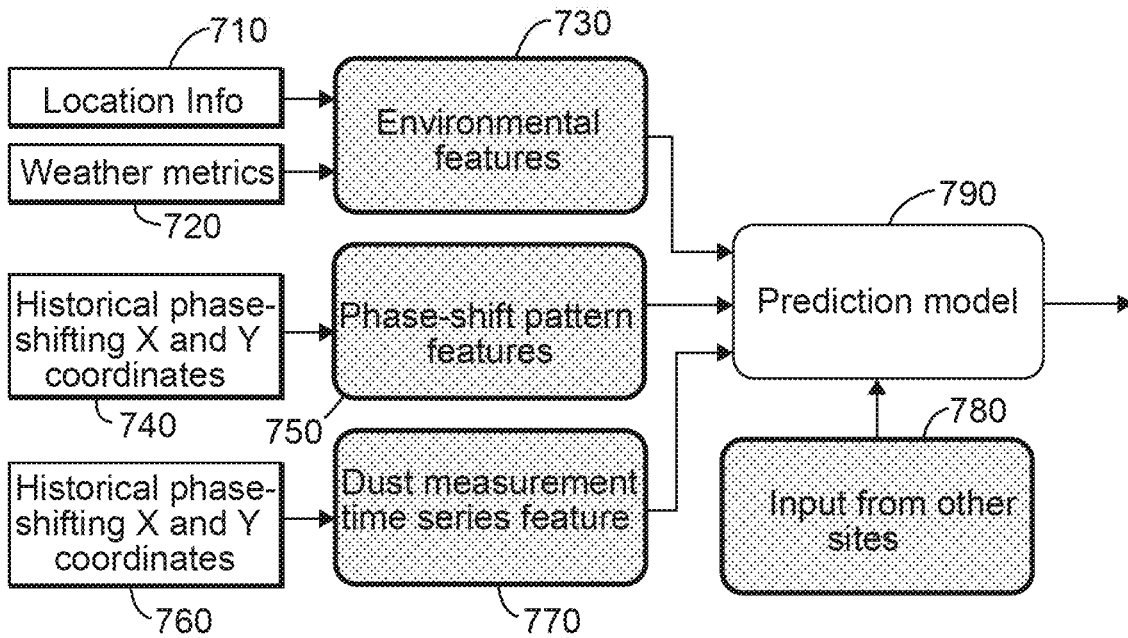 710
Location Info
Weather metrics
720
730
Environmental
features
Historical phase-
shifting X and Y
coordinates
740
Phase-shift pattern
features
750
Historical phase-
shifting X and Y
coordinates
760
Dust measurement
time series feature
770
790
Prediction model
780
Input from other
sites